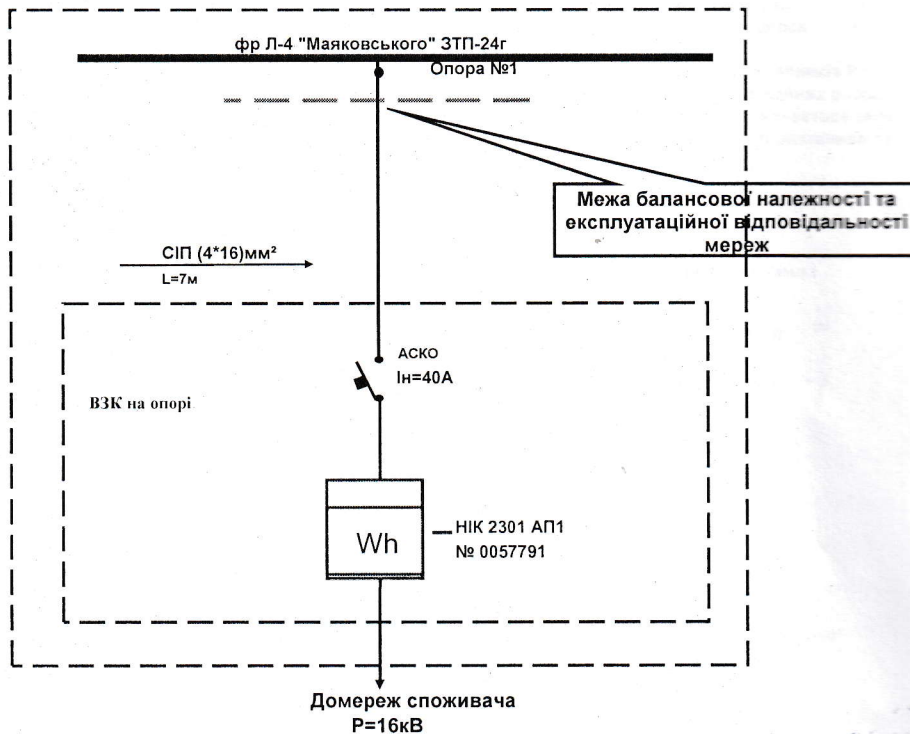 фр Л-4 "Маяковського" ЗТП-24г
Опора №1
Межа балансової належності та
експлуатаційної відповідальності
мереж
СІП (4*16)мм²
L=7м
АСКО
Ін=40А
ВЗК на опорі
Wh
НІК 2301 АП1
№ 0057791
Домереж споживача
Р=16кВ